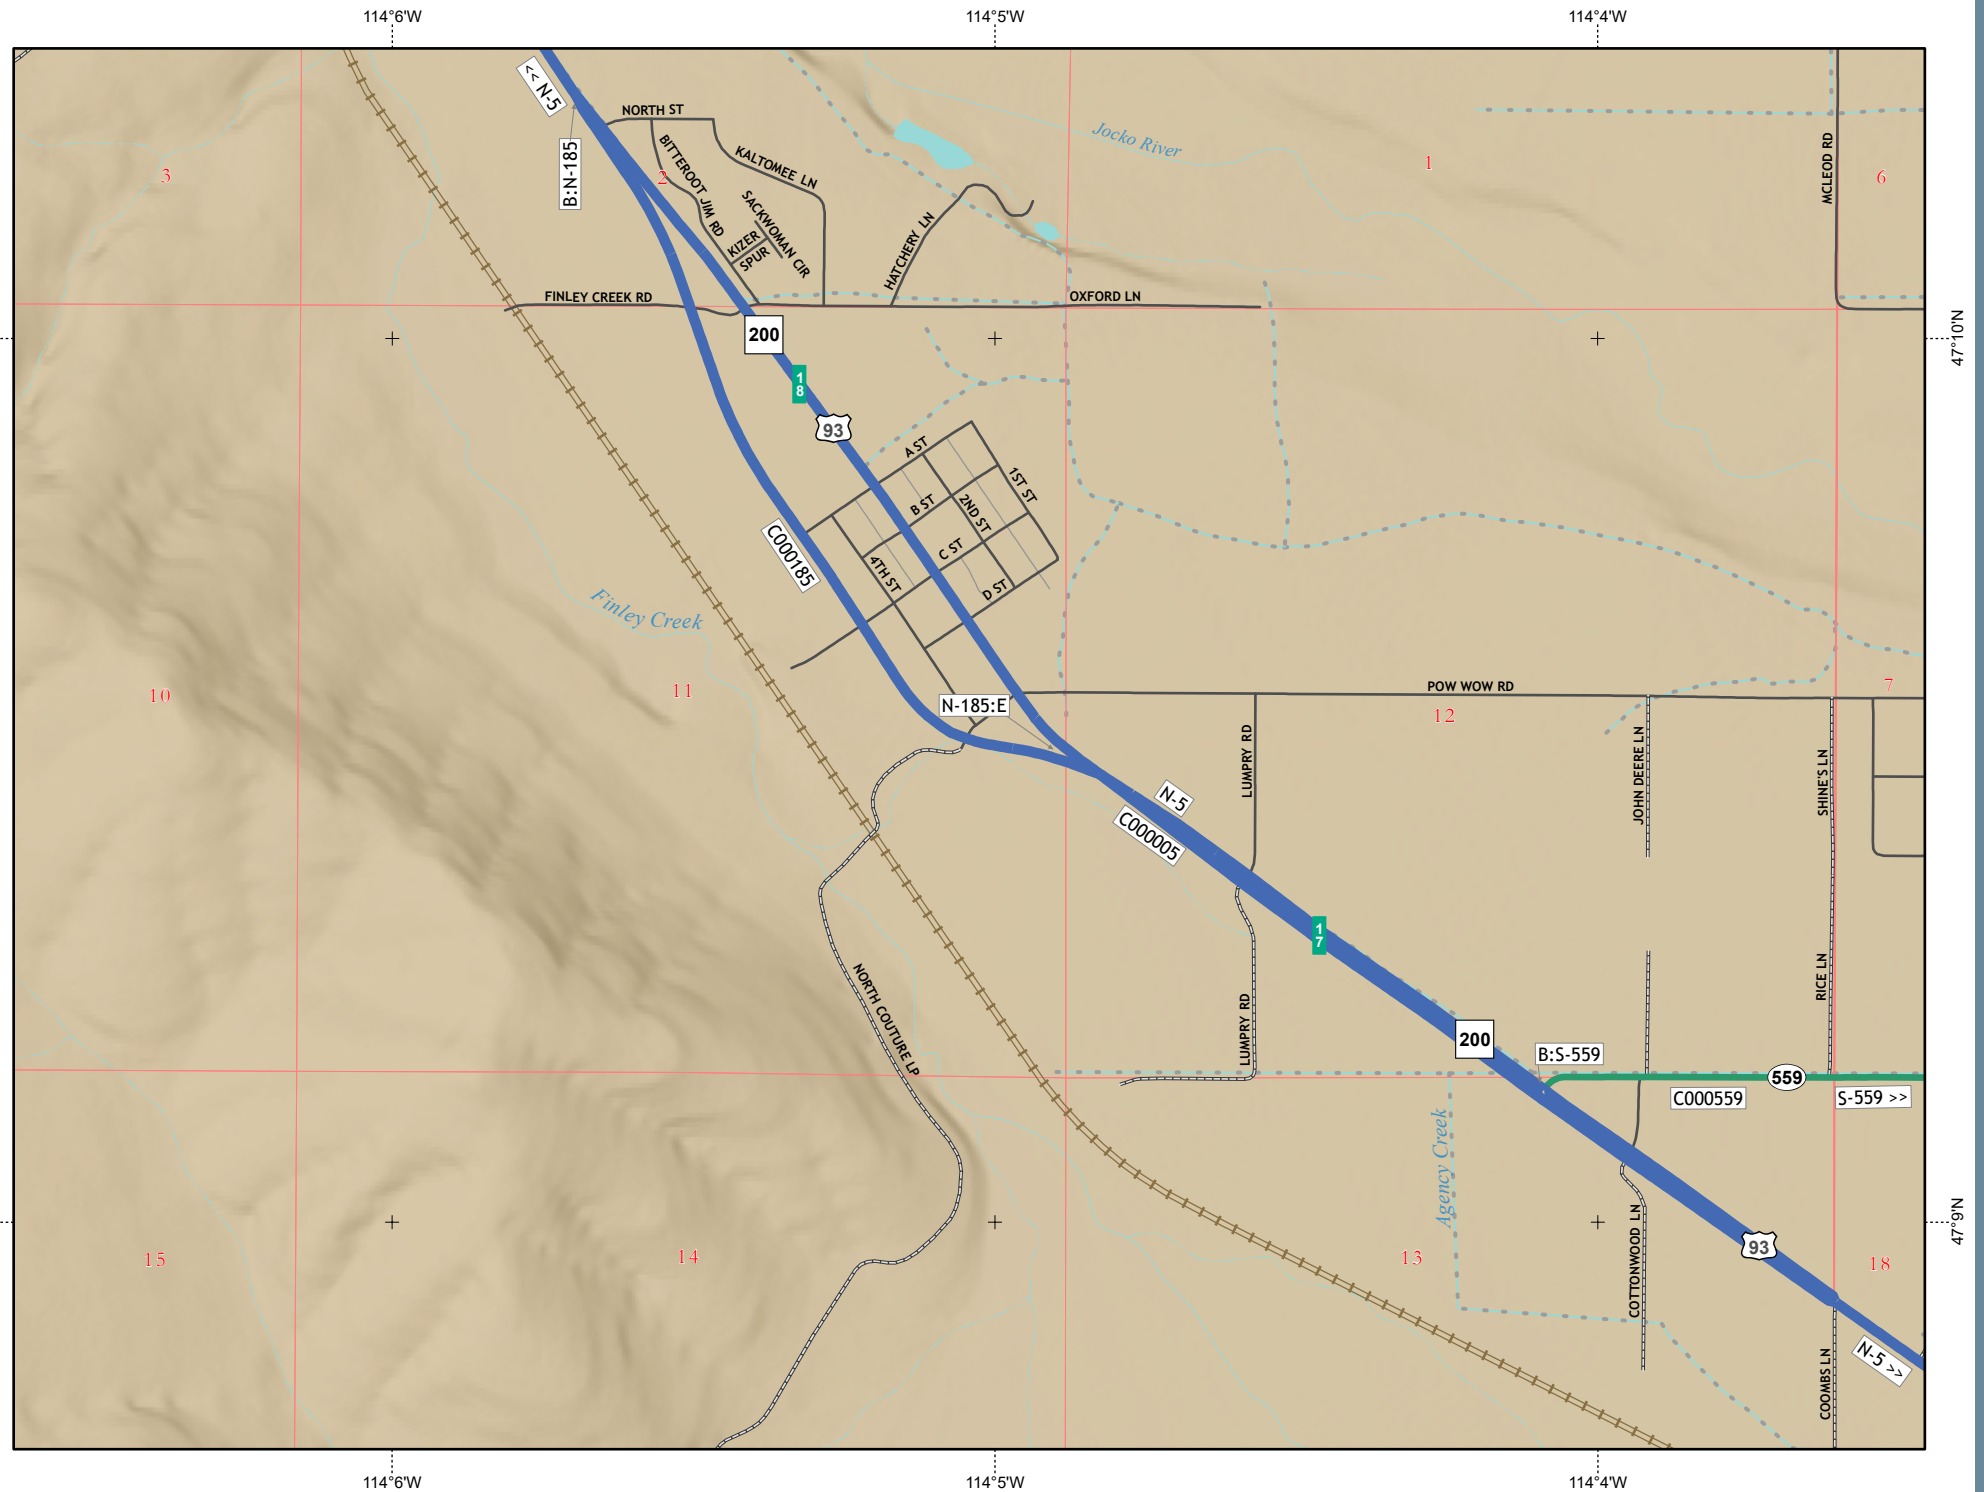 114°6'W
114°5'W
114°4'W
<< N-5
B:N-185
NORTH ST
BITTEROOT JIM RD
KALTOMEE LN
SACKWOMAN CIR
KIZER
SPUR
HATCHERY LN
Jocko River
MCLEOD RD
3
2
1
6
FINLEY CREEK RD
OXFORD LN
200
47°10'N
1
8
93
A ST
B ST
C ST
D ST
1ST ST
2ND ST
4TH ST
C000185
Finley Creek
10
11
12
7
N-185:E
POW WOW RD
LUMPRY RD
JOHN DEERE LN
SHINE'S LN
N-5
C000005
1
7
NORTH COUTURE LP
LUMPRY RD
RICE LN
200
B:S-559
559
C000559
S-559 >>
Agency Creek
47°9'N
COTTONWOOD LN
93
15
14
13
18
COOMBS LN
N-5 >>
114°6'W
114°5'W
114°4'W